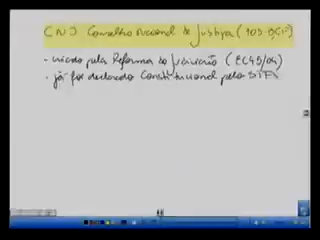 CNJ Conselho Nacional de Justiça (103-B, CF)
- criado pela Reforma do Judiciário (EC 45/04)
- já foi declarado Constitucional pelo STF